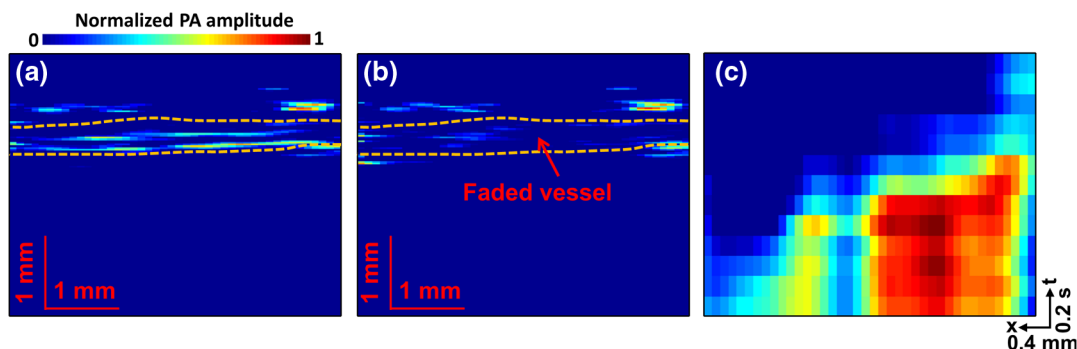 Normalized PA amplitude
0 1
(a) (b) (c)
Faded vessel
1 mm
1 mm
1 mm
1 mm
t
0.2 s
x
0.4 mm